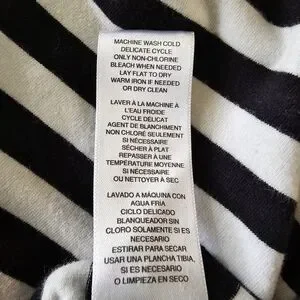 MACHINE WASH COLD
DELICATE CYCLE
ONLY NON-CHLORINE
BLEACH WHEN NEEDED
LAY FLAT TO DRY
WARM IRON IF NEEDED
OR DRY CLEAN
LAVER À LA MACHINE À
L'EAU FROIDE
CYCLE DÉLICAT
AGENT DE BLANCHIMENT
NON CHLORÉ SEULEMENT
SI NÉCESSAIRE
SÉCHER À PLAT
REPASSER À UNE
TEMPÉRATURE MOYENNE
SI NÉCESSAIRE
OU NETTOYER À SEC
LAVADO A MÁQUINA CON
AGUA FRIA
CICLO DELICADO
BLANQUEADOR SIN
CLORO SOLAMENTE SI ES
NECESARIO
ESTIRAR PARA SECAR
USAR UNA PLANCHA TIBIA,
SI ES NECESARIO
O LIMPIEZA EN SECO